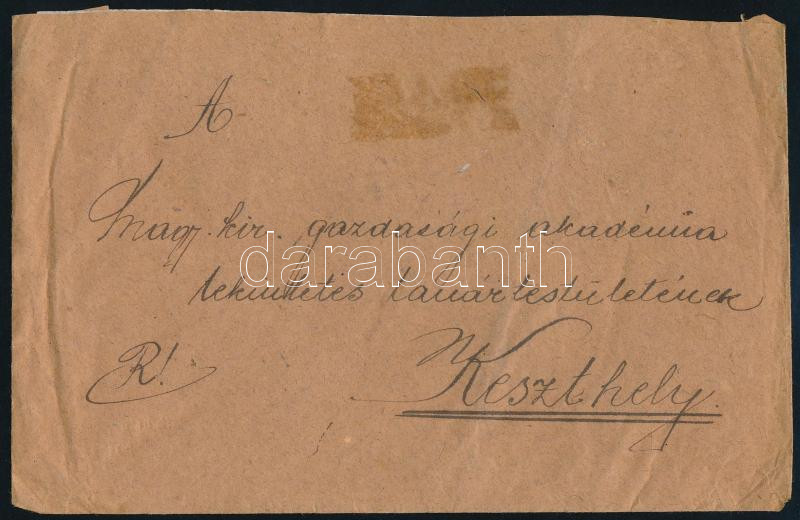 A
Magy. kir. gazdasági akadémia
darabanth
tekintetes tanártestületének
R!
Keszthely.